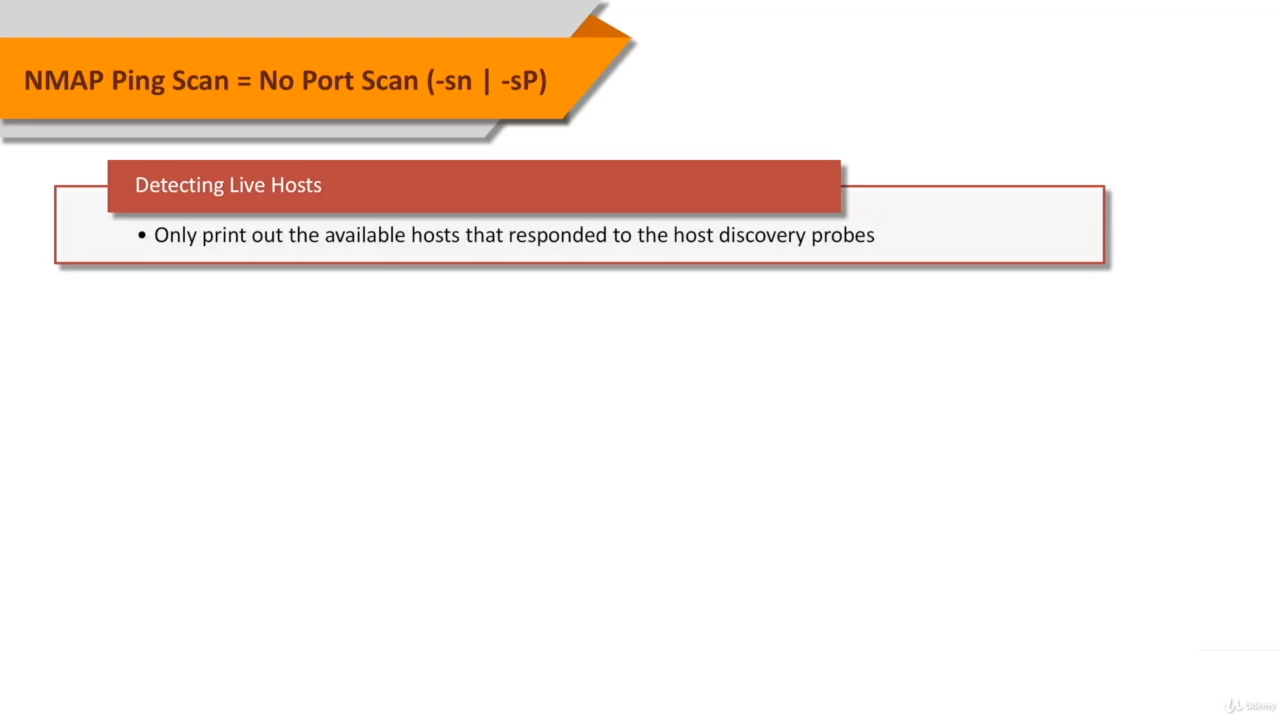 NMAP Ping Scan = No Port Scan (-sn | -sP)
Detecting Live Hosts
• Only print out the available hosts that responded to the host discovery probes
Udemy